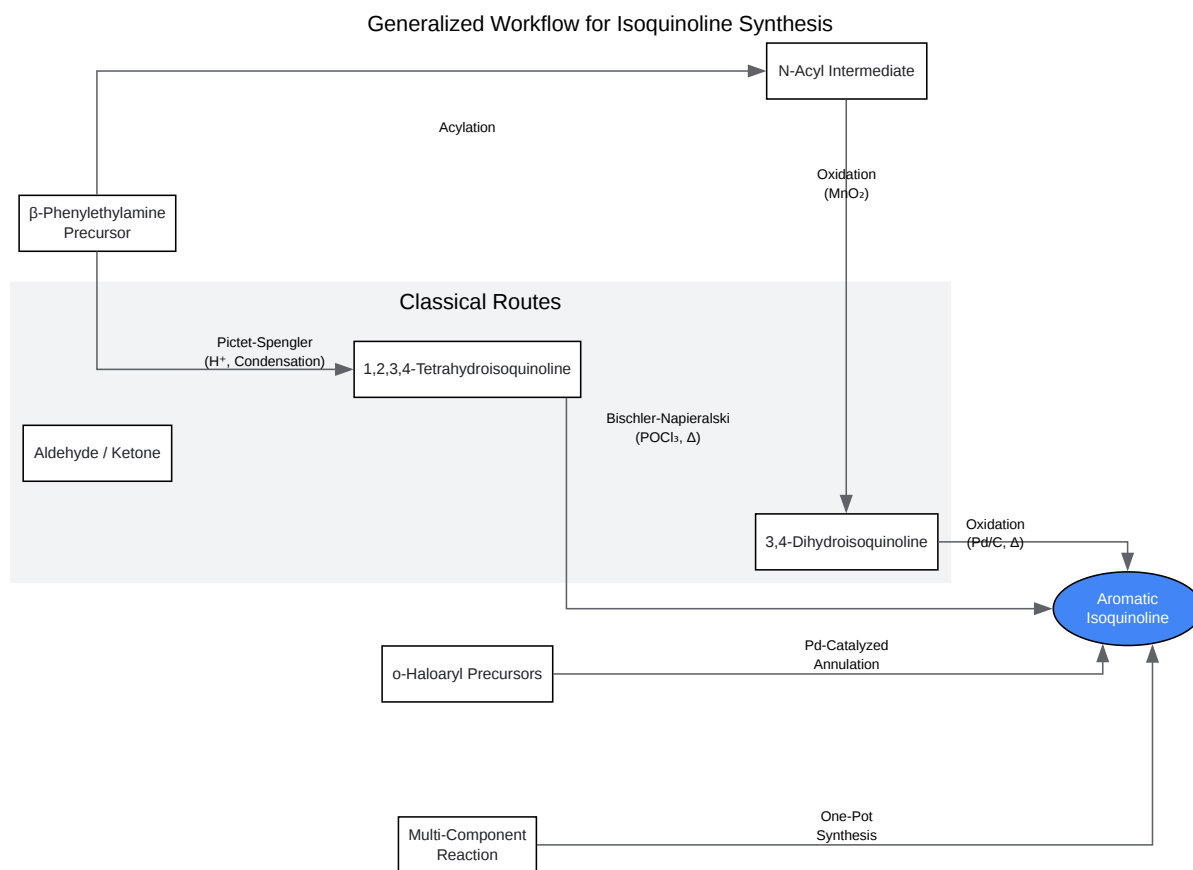 Generalized Workflow for Isoquinoline Synthesis
N-Acyl Intermediate
Acylation
Oxidation
(MnO₂)
β-Phenylethylamine
Precursor
Classical Routes
Pictet-Spengler
(H⁺, Condensation)
1,2,3,4-Tetrahydroisoquinoline
Bischler-Napieralski
(POCl₃, Δ)
Aldehyde / Ketone
3,4-Dihydroisoquinoline
Oxidation
(Pd/C, Δ)
Aromatic
Isoquinoline
o-Haloaryl Precursors
Pd-Catalyzed
Annulation
Multi-Component
Reaction
One-Pot
Synthesis